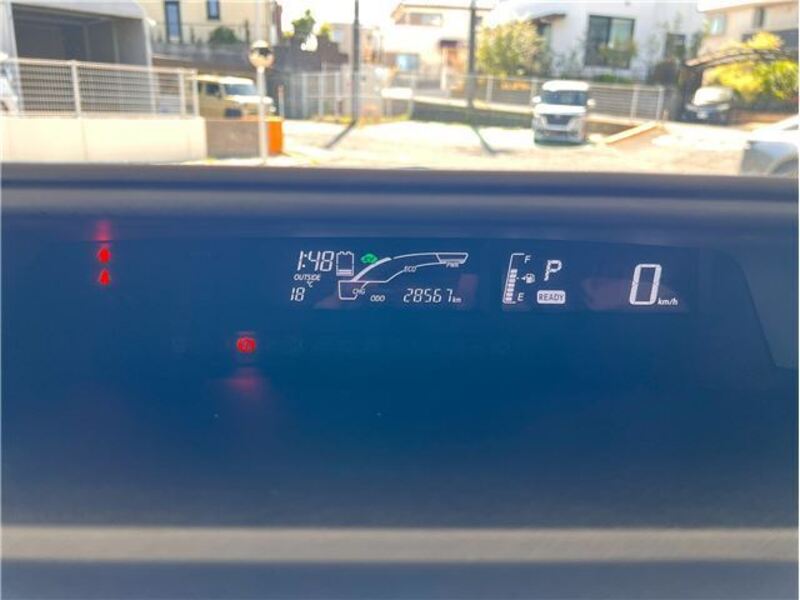 1:48
OUTSIDE
18 °C
ECO
PWR
CHG
ODO 28567 km
F
E
P
READY
0 km/h